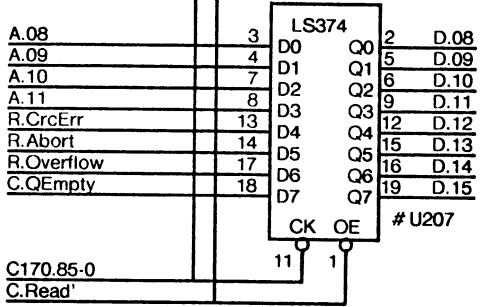 LS374
A.08 3 D0 Q0 2 D.08
A.09 4 D1 Q1 5 D.09
A.10 7 D2 Q2 6 D.10
A.11 8 D3 Q3 9 D.11
R.CrcErr 13 D4 Q4 12 D.12
R.Abort 14 D5 Q5 15 D.13
R.Overflow 17 D6 Q6 16 D.14
C.QEmpty 18 D7 Q7 19 D.15
CK OE # U207
C170.85-0 11 1
C.Read'